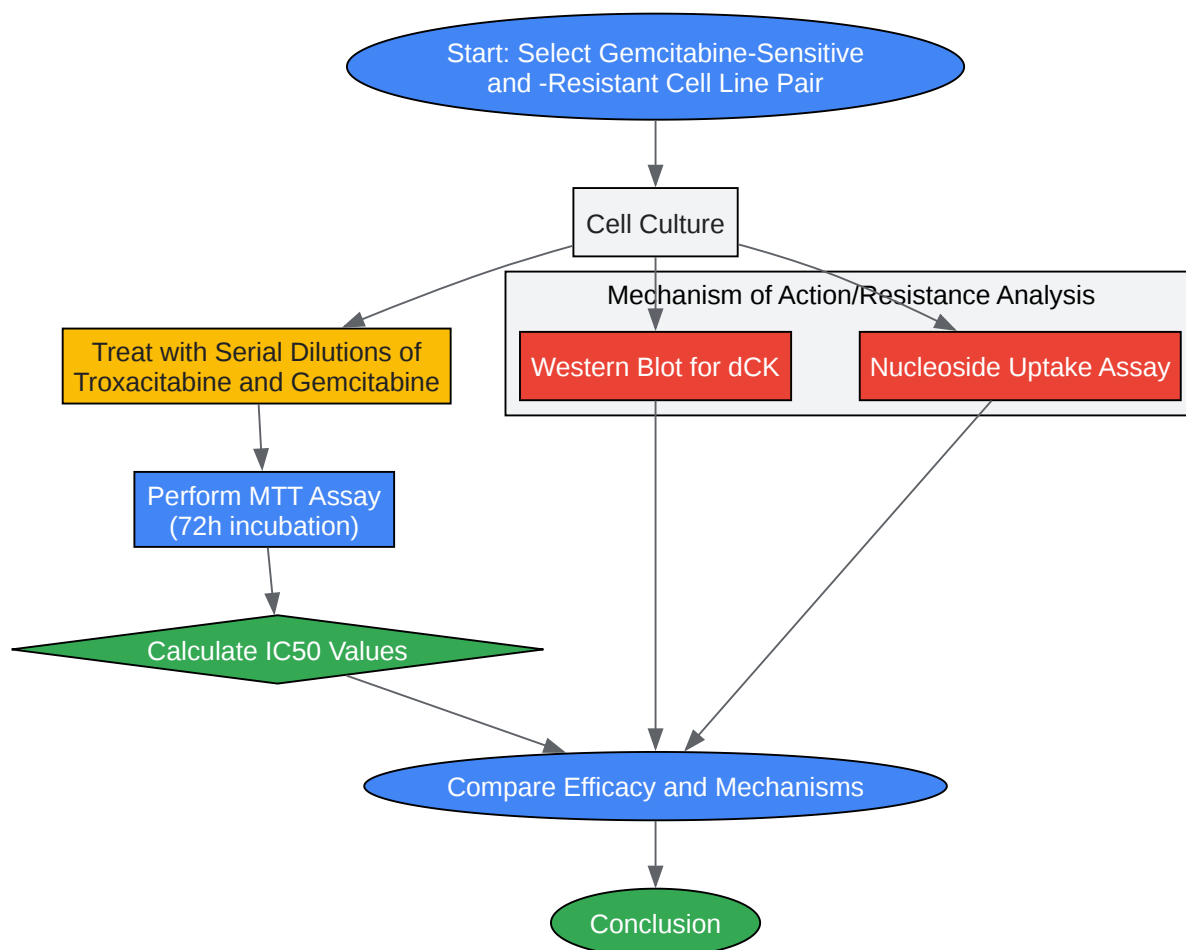 Start: Select Gemcitabine-Sensitive
and -Resistant Cell Line Pair
Cell Culture
Mechanism of Action/Resistance Analysis
Treat with Serial Dilutions of
Troxacitabine and Gemcitabine
Western Blot for dCK
Nucleoside Uptake Assay
Perform MTT Assay
(72h incubation)
Calculate IC50 Values
Compare Efficacy and Mechanisms
Conclusion